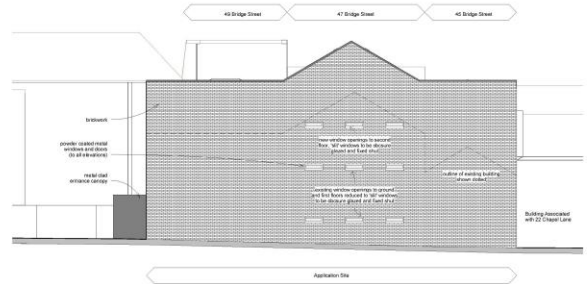 49 Bridge Street
47 Bridge Street
45 Bridge Street
brickwork
powder coated metal
windows and doors
(to all elevations)
metal clad
entrance canopy
new window openings to second
floor, 'slit' windows to be obscure
glazed and fixed shut
existing window openings to ground
and first floors reduced to 'slit' windows
to be obscure glazed and fixed shut
outline of existing building
shown dotted
Building Associated
with 22 Chapel Lane
Application Site